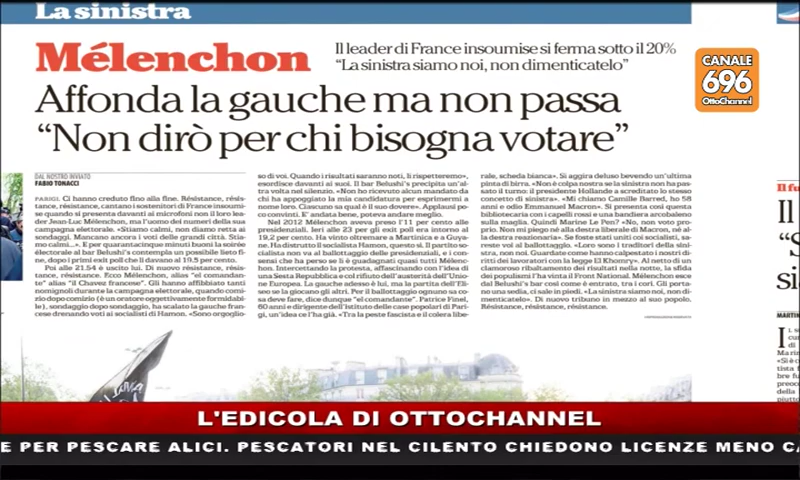 La sinistra
Mélenchon
Il leader di France insoumise si ferma sotto il 20%
"La sinistra siamo noi, non dimenticatelo"
CANALE
696
OttoChannel
Affonda la gauche ma non passa
"Non dirò per chi bisogna votare"
DAL NOSTRO INVIATO
FABIO TONACCI
PARIGI. Ci hanno creduto fino alla fine. Résistance, résis-
tance, résistance, cantano i sostenitori di France insoumi-
se quando si presenta davanti ai microfoni non il loro lea-
der Jean-Luc Mélenchon, ma il direttore della sua
campagna elettorale. «Stiamo calmi, non diamo retta ai
sondaggi. Mancano ancora i voti delle grandi città. Stia-
mo calmi...». E per quarantacinque minuti buoni la soirée
électorale al bar Belushi's contempla un possibile lieto fi-
ne, dopo i primi exit poll che li davano al 19,5 per cento.
Poi alle 21.54 è uscito lui. Di nuovo résistance, résis-
tance, résistance. Ecco Mélenchon, alias "el comandan-
te" alias "il Chavez francese". Gli hanno affibbiato tanti
nomignoli durante la campagna elettorale, quando comi-
zio dopo comizio (è un oratore oggettivamente formidabi-
le), sondaggio dopo sondaggio, ha scalato la gauche fran-
cese drenando voti ai socialisti di Hamon. «Sono orgoglio-
so di voi. Quando i risultati saranno noti, li rispetteremo»,
esordisce davanti ai suoi. Il bar Belushi's precipita un'al-
tra volta nel silenzio. «Non ho ricevuto alcun mandato da
chi ha appoggiato la mia candidatura per esprimermi a
nome loro. Ciascuno sa qual è il suo dovere». Applausi po-
co convinti. E' andata bene, poteva andare meglio.
Nel 2012 Mélenchon aveva preso l'11 per cento alle
presidenziali. Ieri alle 23 per gli exit poll era intorno al
19,2 per cento. Ha vinto oltremare a Martinica e a Guya-
ne. Ha distrutto il socialista Hamon, questo sì. Il partito so-
cialista non va al ballottaggio delle presidenziali, e i con-
sensi che ha perso se li è guadagnati quasi tutti Mélen-
chon. Intercettando la protesta, affascinando con l'idea di
una Sesta Repubblica e col rifiuto dell'austerità dell'Unio-
ne Europea. La gauche adesso è lui, ma la partita dell'Eli-
seo se la giocano gli altri. Per il ballottaggio ognuno sa co-
sa deve fare, dice dunque "el comandante". Patrice Finel,
60 anni e dirigente dell'Istituto delle case popolari di Pari-
gi, un'idea ce l'ha già. «Tra la peste fascista e il colera libe-
rale, scheda bianca». Si aggira deluso bevendo un'ultima
pinta di birra. «Non è colpa nostra se la sinistra non ha pas-
sato il turno: il presidente Hollande a screditato lo stesso
concetto di sinistra». «Mi chiamo Camille Barred, ho 58
anni e odio Emmanuel Macron». Si presenta così questa
bibliotecaria con i capelli rossi e una bandiera arcobaleno
sulle spalle. Quindi Marine Le Pen? «No, non voto pro-
prio. Non mi piego né alla destra liberale di Macron, né al-
la destra reazionaria». Se foste stati uniti coi socialisti, sa-
reste voi al ballottaggio. «Loro sono i traditori della sini-
stra, non noi. Guardate come hanno calpestato i nostri di-
ritti dei lavoratori con la legge El Khomry». Al netto di un
clamoroso ribaltamento dei risultati nella notte, la sfida
dei populismi l'ha vinta il Front National. Mélenchon esce
dal Belushi's bar così come è entrato, tra i cori. Gli porta-
no una sedia, ci sale in piedi. «La sinistra siamo noi, non di-
menticatelo». Di nuovo tribuno in mezzo al suo popolo.
Résistance, résistance, résistance.
Il fu
Il
si
MARTIN
L'EDICOLA DI OTTOCHANNEL
E PER PESCARE ALICI. PESCATORI NEL CILENTO CHIEDONO LICENZE MENO CA